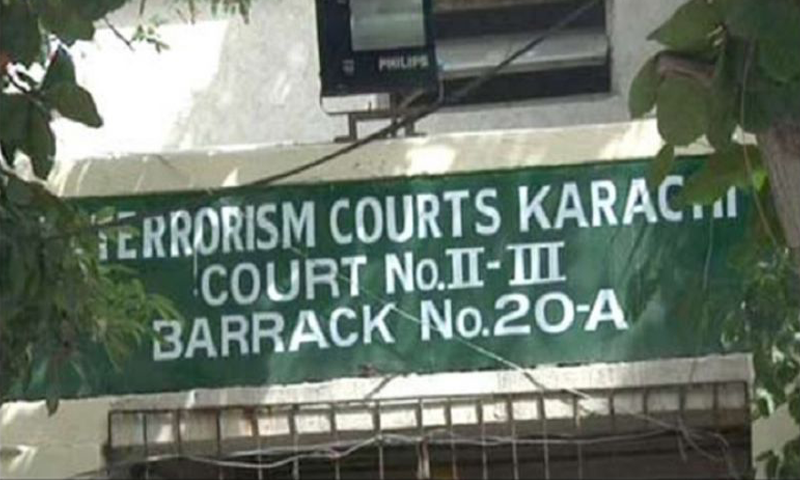 PHILIPS
TERRORISM COURTS KARACHI
COURT No.II-III
BARRACK No.20-A